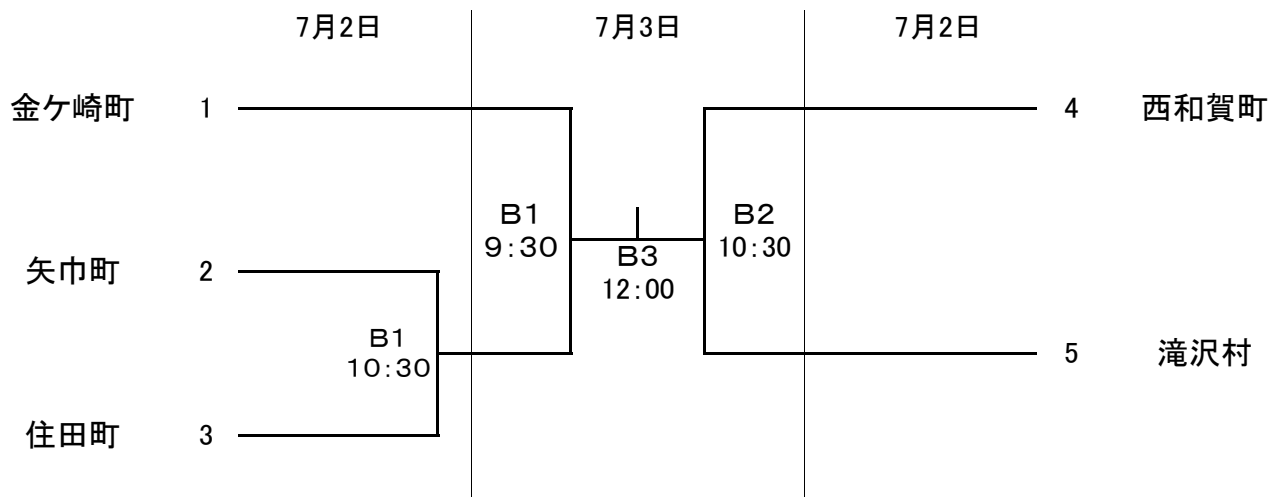 7月2日 7月3日 7月2日
金ケ崎町 1
4 西和賀町
B1
9:30
B2
10:30
B3
12:00
矢巾町 2
B1
10:30
5 滝沢村
住田町 3